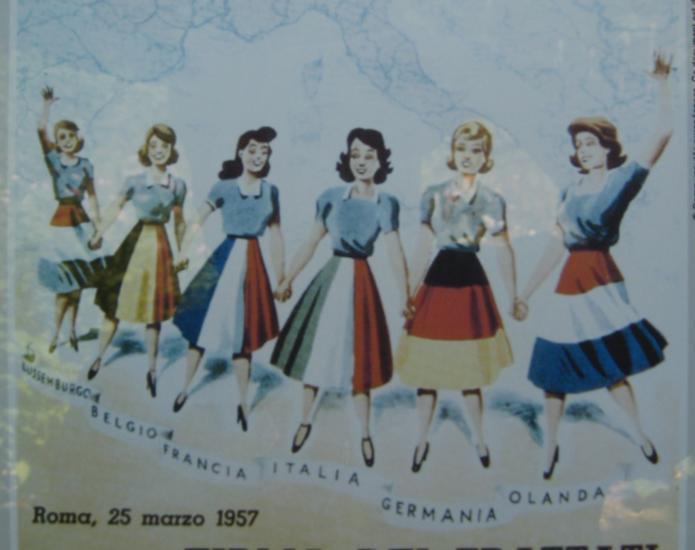 LUSSEMBURGO
BELGIO
FRANCIA
ITALIA
GERMANIA
OLANDA
Roma, 25 marzo 1957